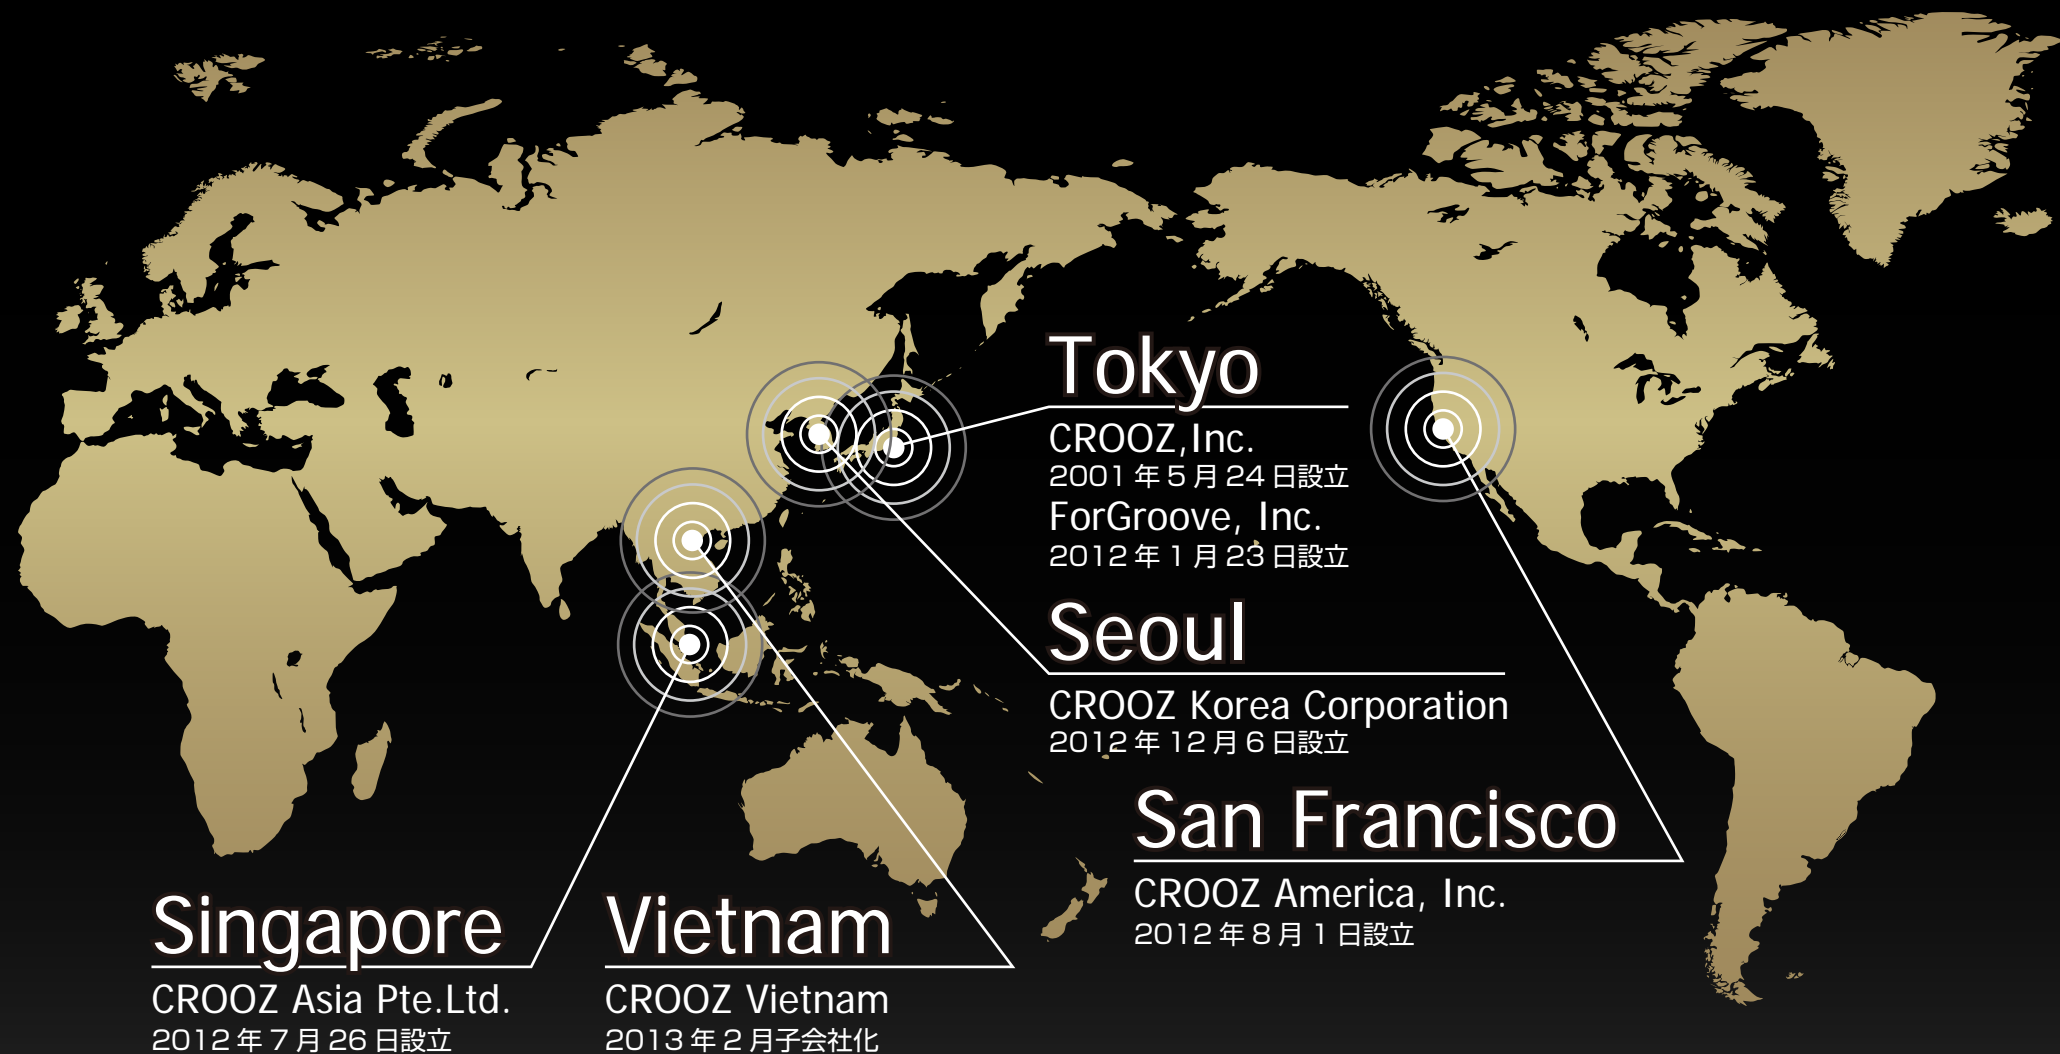 Tokyo
CROOZ,Inc.
2001年5月24日設立
ForGroove, Inc.
2012年1月23日設立
Seoul
CROOZ Korea Corporation
2012年12月6日設立
San Francisco
CROOZ America, Inc.
2012年8月1日設立
Singapore
CROOZ Asia Pte.Ltd.
2012年7月26日設立
Vietnam
CROOZ Vietnam
2013年2月子会社化